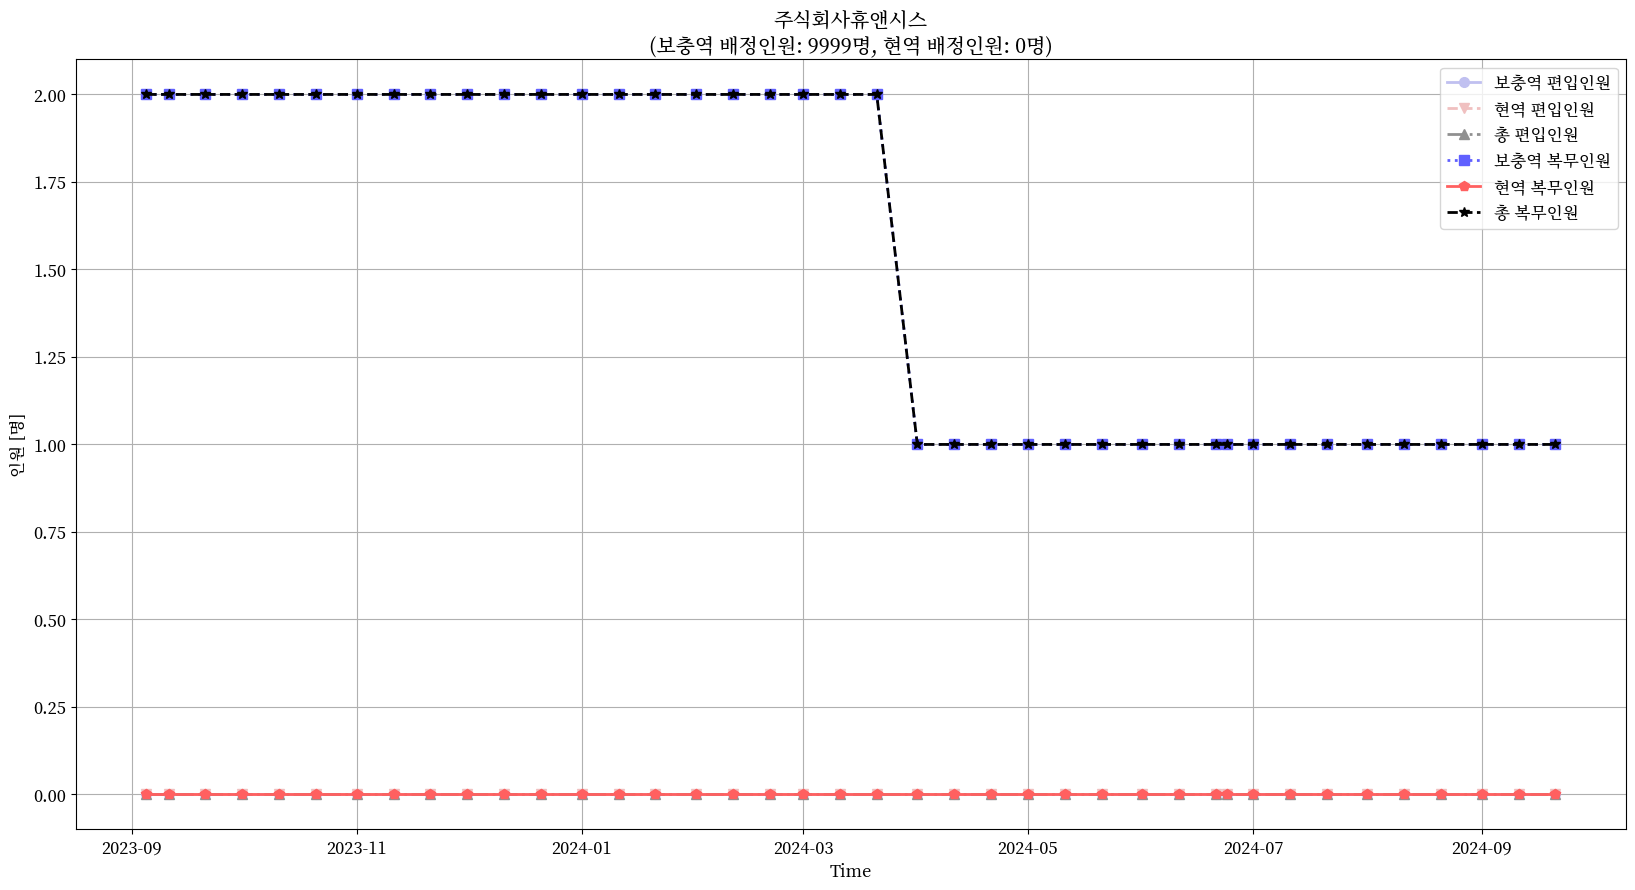 주식회사휴앤시스
(보충역 배정인원: 9999명, 현역 배정인원: 0명)
보충역 편입인원
현역 편입인원
총 편입인원
보충역 복무인원
현역 복무인원
총 복무인원
인원 [명]
2.00
1.75
1.50
1.25
1.00
0.75
0.50
0.25
0.00
2023-09
2023-11
2024-01
2024-03
2024-05
2024-07
2024-09
Time